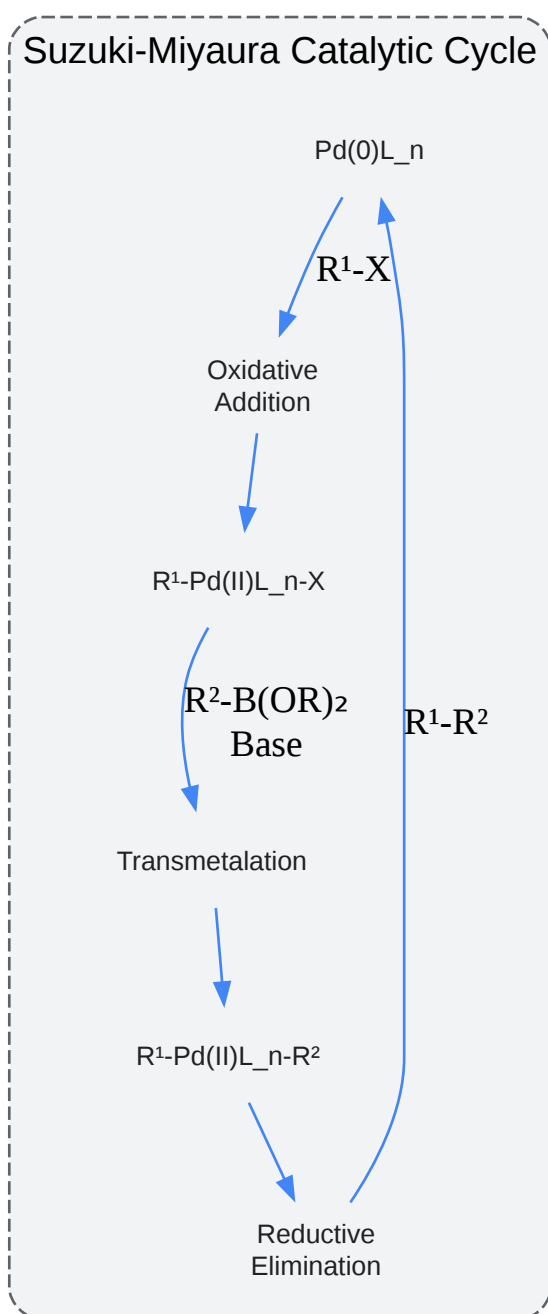 Suzuki-Miyaura Catalytic Cycle
Pd(0)L_n
R¹-X
Oxidative
Addition
R¹-Pd(II)L_n-X
R²-B(OR)₂
Base
R¹-R²
Transmetalation
R¹-Pd(II)L_n-R²
Reductive
Elimination